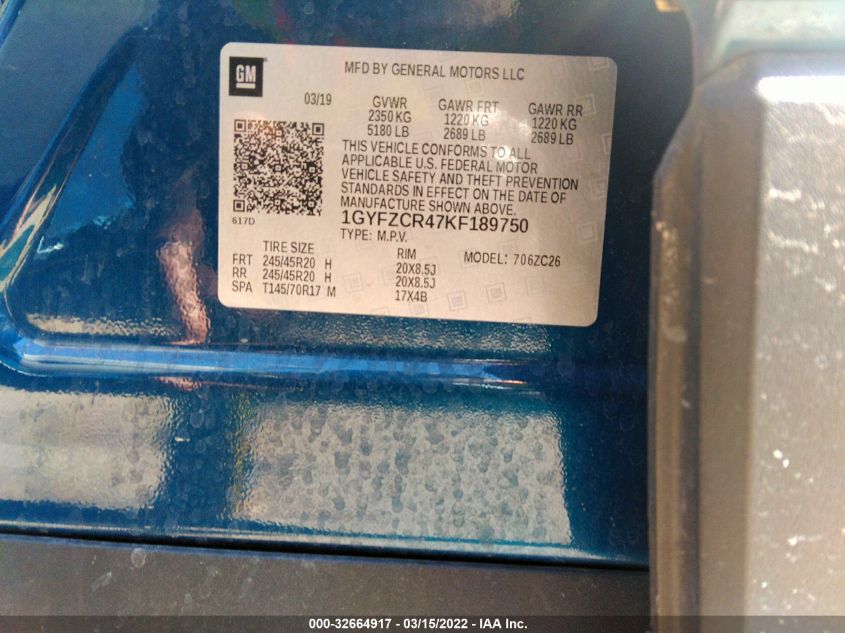 GM
MFD BY GENERAL MOTORS LLC
03/19 GVWR GAWR FRT GAWR RR
2350 KG 1220 KG 1220 KG
5180 LB 2689 LB 2689 LB
THIS VEHICLE CONFORMS TO ALL
APPLICABLE U.S. FEDERAL MOTOR
VEHICLE SAFETY AND THEFT PREVENTION
STANDARDS IN EFFECT ON THE DATE OF
MANUFACTURE SHOWN ABOVE.
617D
1GYFZCR47KF189750
TYPE: M.P.V.
TIRE SIZE RIM MODEL: 706ZC26
FRT 245/45R20 H 20X8.5J
RR 245/45R20 H 20X8.5J
SPA T145/70R17 M 17X4B
000-32664917 - 03/15/2022 - IAA Inc.